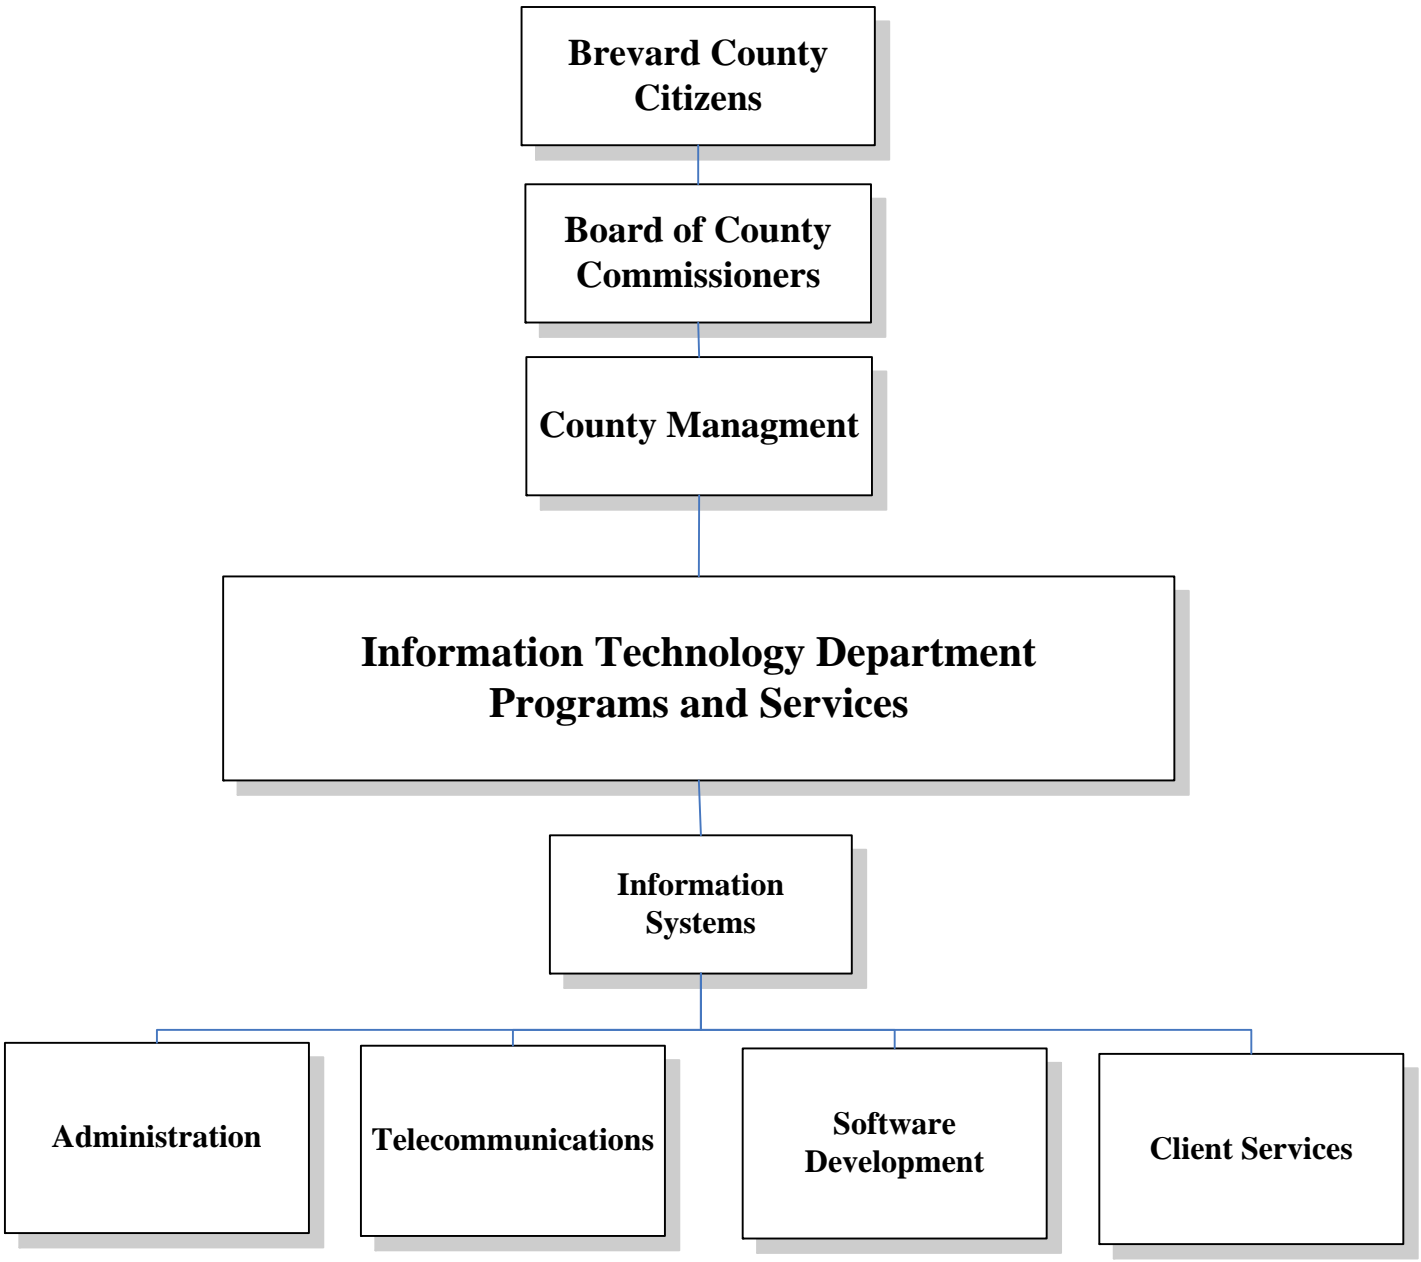 Brevard County
Citizens
Board of County
Commissioners
County Managment
Information Technology Department
Programs and Services
Information
Systems
Administration
Telecommunications
Software
Development
Client Services